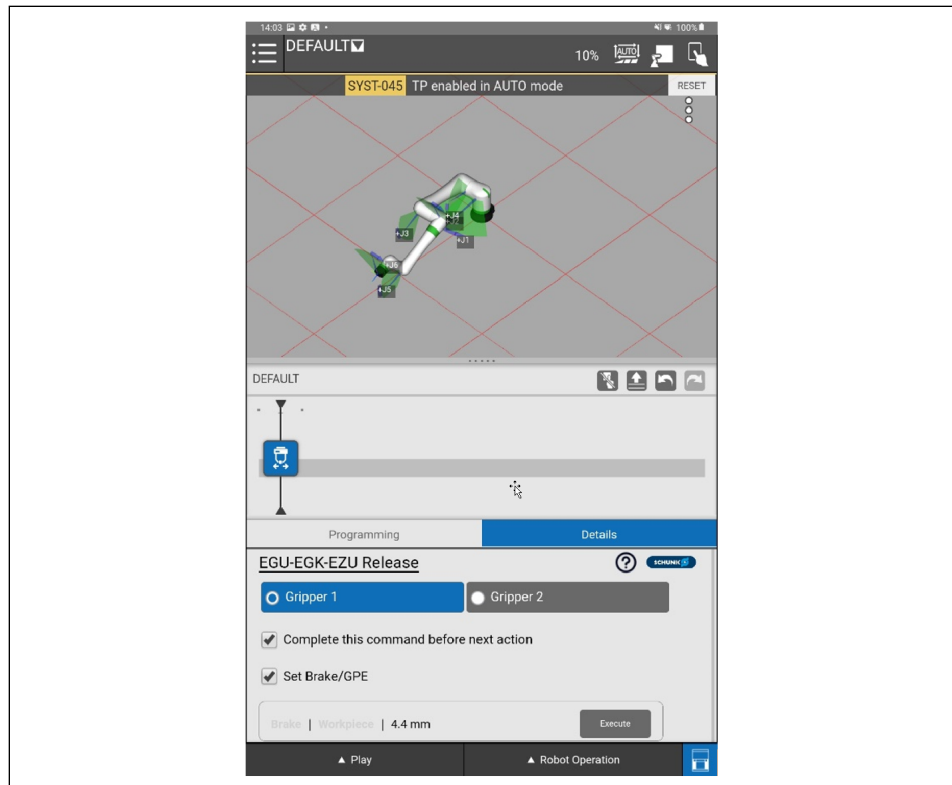 14:03 100%
DEFAULT
10% AUTO
SYST-045 TP enabled in AUTO mode RESET
+J4
+J3
+J1
+J5
DEFAULT
Programming Details
EGU-EGK-EZU Release ? SCHUNK
Gripper 1 Gripper 2
Complete this command before next action
Set Brake/GPE
Brake | Workpiece | 4.4 mm Execute
▲ Play ▲ Robot Operation